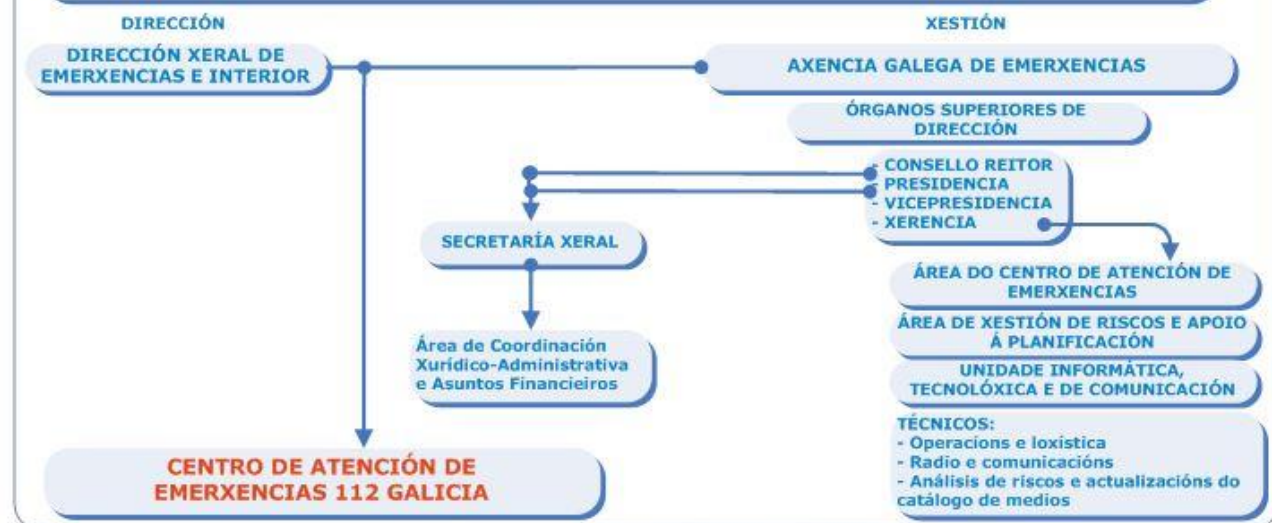 DIRECCIÓN
XESTIÓN
DIRECCIÓN XERAL DE
EMERXENCIAS E INTERIOR
AXENCIA GALEGA DE EMERXENCIAS
ÓRGANOS SUPERIORES DE
DIRECCIÓN
- CONSELLO REITOR
- PRESIDENCIA
- VICEPRESIDENCIA
- XERENCIA
SECRETARÍA XERAL
ÁREA DO CENTRO DE ATENCIÓN DE
EMERXENCIAS
ÁREA DE XESTIÓN DE RISCOS E APOIO
Á PLANIFICACIÓN
UNIDADE INFORMÁTICA,
TECNOLÓXICA E DE COMUNICACIÓN
Área de Coordinación
Xurídico-Administrativa
e Asuntos Financieiros
TÉCNICOS:
- Operacions e loxística
- Radio e comunicacións
- Análisis de riscos e actualizacións do
catálogo de medios
CENTRO DE ATENCIÓN DE
EMERXENCIAS 112 GALICIA